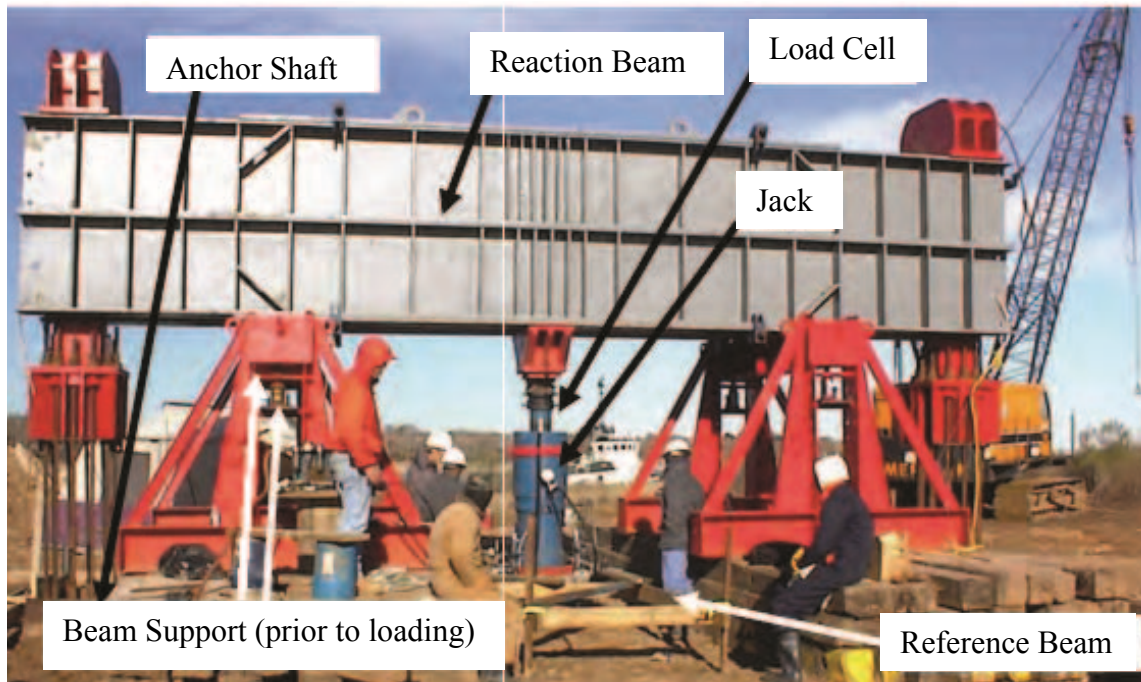 Anchor Shaft
Reaction Beam
Load Cell
Jack
Beam Support (prior to loading)
Reference Beam